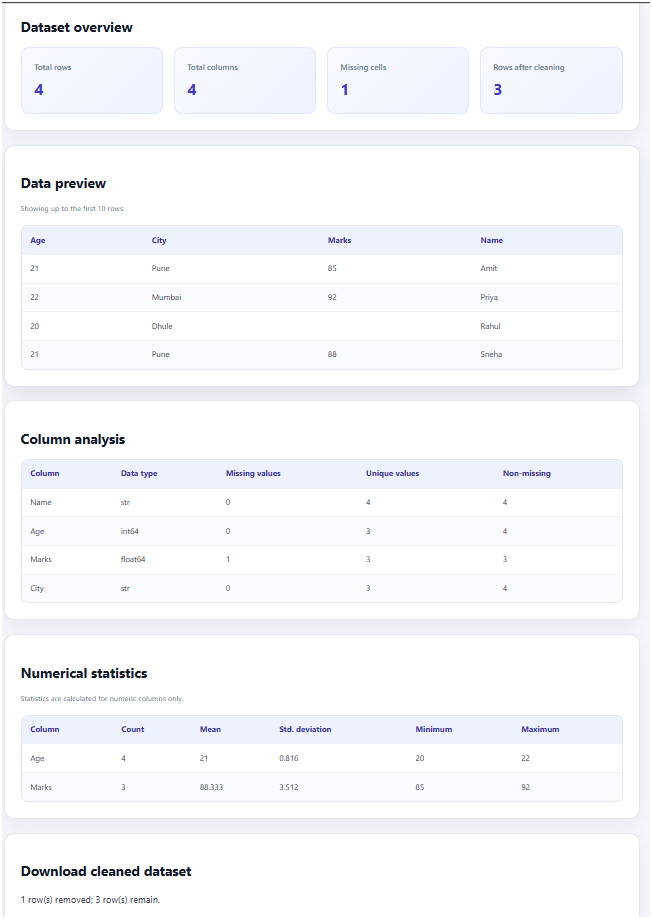 Dataset overview
Total rows Total columns Missing cells Rows after cleaning
4 4 1 3
Data preview
Showing up to the first 10 rows.
Age City Marks Name
21 Pune 85 Amit
22 Mumbai 92 Priya
20 Dhule Rahul
21 Pune 88 Sneha
Column analysis
Column Data type Missing values Unique values Non-missing
Name str 0 4 4
Age int64 0 3 4
Marks float64 1 3 3
City str 0 3 4
Numerical statistics
Statistics are calculated for numeric columns only.
Column Count Mean Std. deviation Minimum Maximum
Age 4 21 0.816 20 22
Marks 3 88.333 3.512 85 92
Download cleaned dataset
1 row(s) removed; 3 row(s) remain.